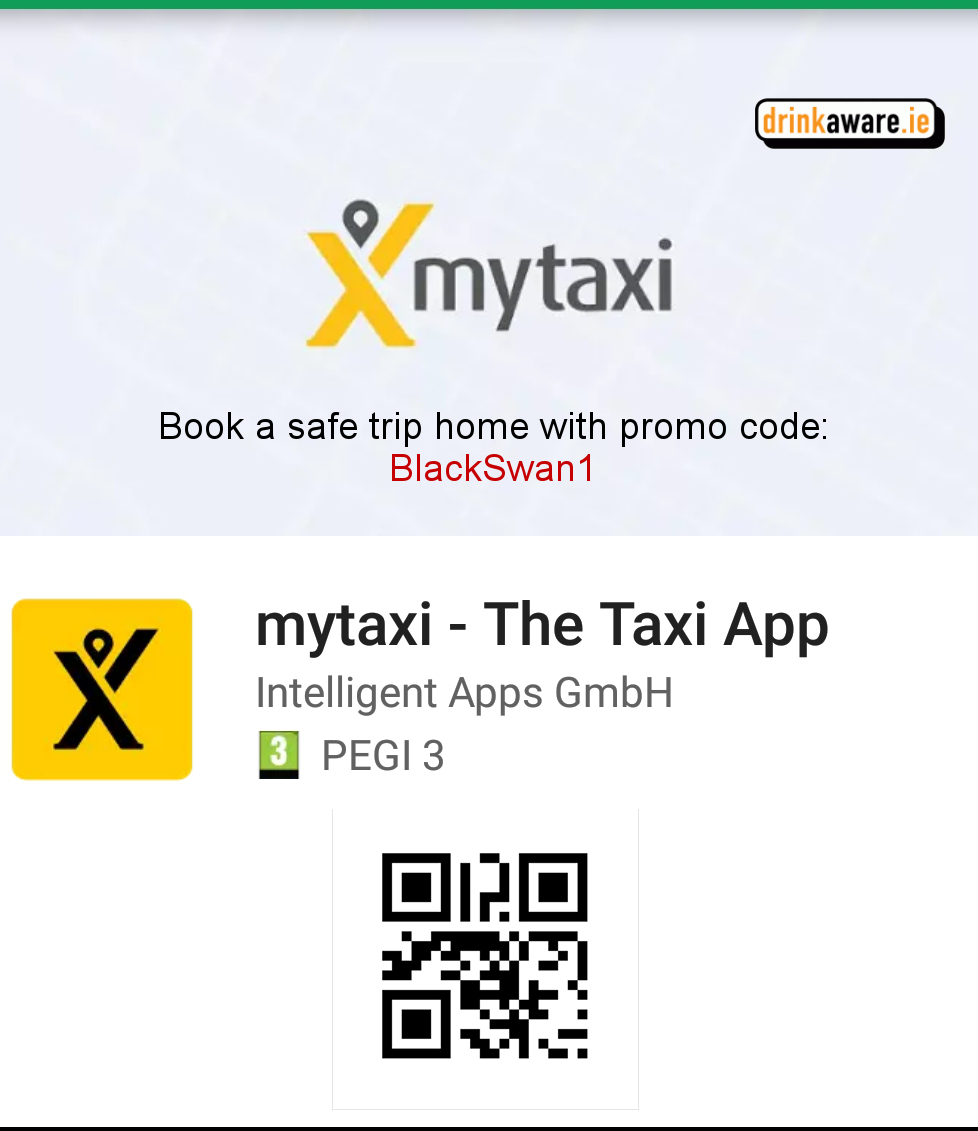 drinkaware.ie
mytaxi
Book a safe trip home with promo code:
BlackSwan1
mytaxi - The Taxi App
Intelligent Apps GmbH
3 PEGI 3